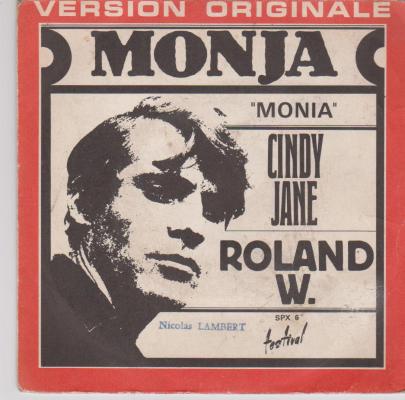 VERSION ORIGINALE
MONJA
"MONIA"
CINDY
JANE
ROLAND
W.
SPX 6
Nicolas LAMBERT
festival